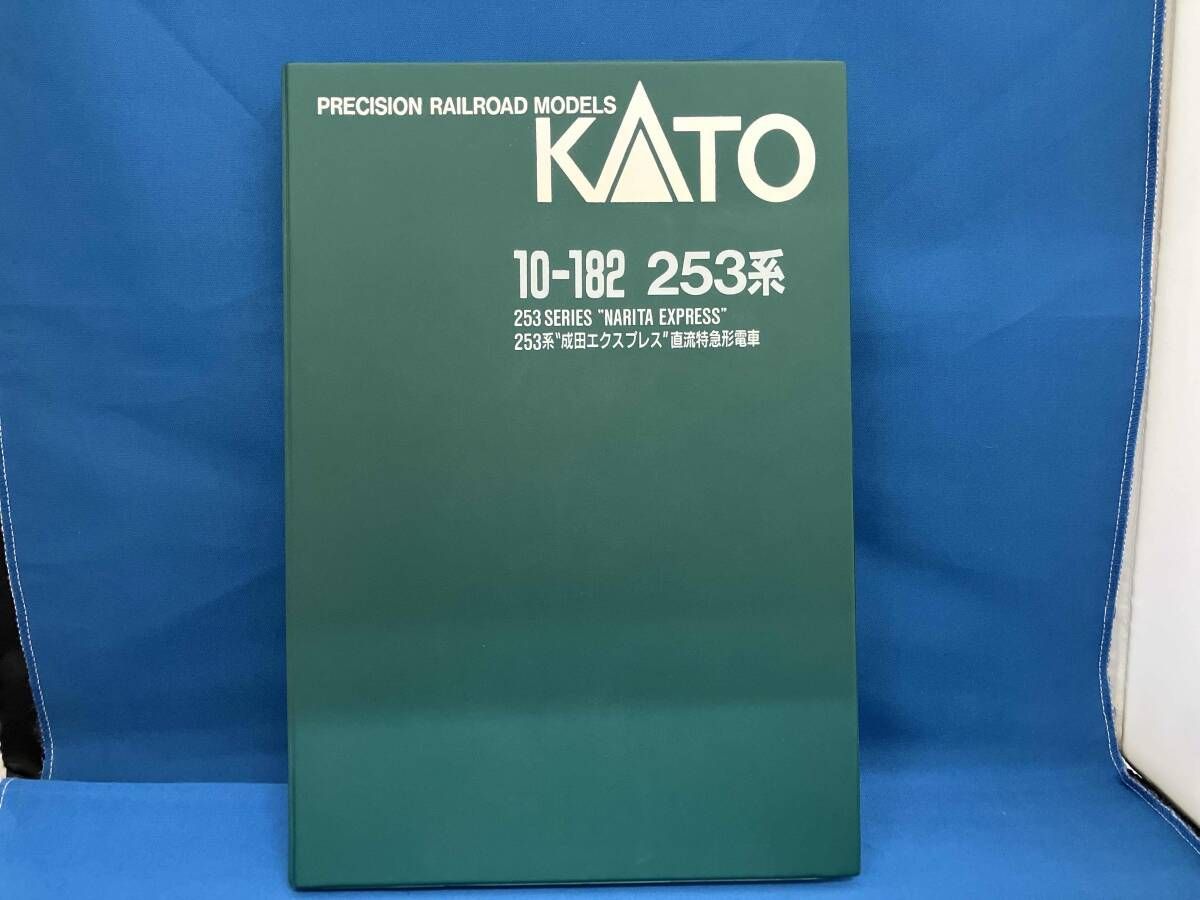 PRECISION RAILROAD MODELS
KATO
10-182 253系
253 SERIES "NARITA EXPRESS"
253系"成田エクスプレス"直流特急形電車